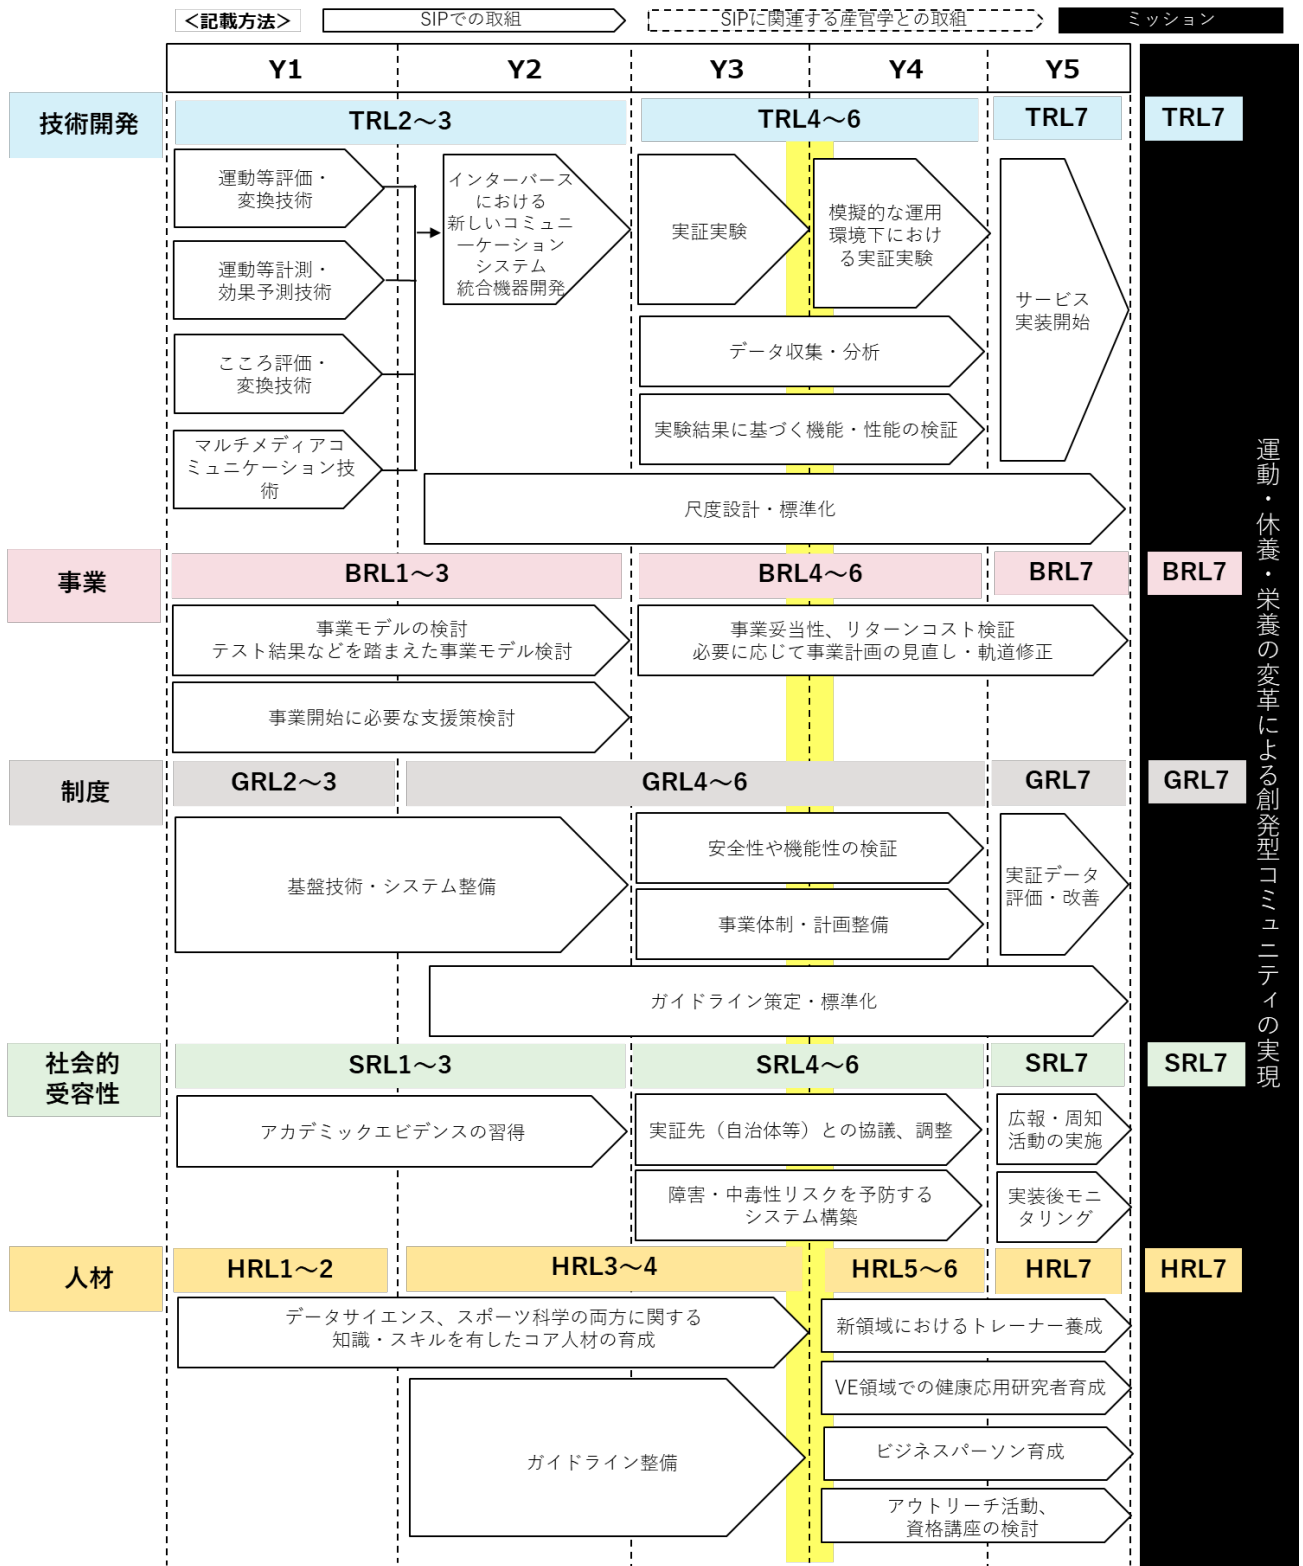 ＜記載方法＞
SIPでの取組
SIPに関連する産官学との取組
ミッション
Y1
Y2
Y3
Y4
Y5
技術開発
TRL2～3
TRL4～6
TRL7
TRL7
運動等評価・
変換技術
運動等計測・
効果予測技術
こころ評価・
変換技術
マルチメディアコ
ミュニケーション技
術
インターバース
における
新しいコミュニ
ーケーション
システム
統合機器開発
実証実験
模擬的な運用
環境下におけ
る実証実験
データ収集・分析
実験結果に基づく機能・性能の検証
サービス
実装開始
尺度設計・標準化
事業
BRL1～3
BRL4～6
BRL7
BRL7
事業モデルの検討
テスト結果などを踏まえた事業モデル検討
事業妥当性、リターンコスト検証
必要に応じて事業計画の見直し・軌道修正
事業開始に必要な支援策検討
制度
GRL2～3
GRL4～6
GRL7
GRL7
基盤技術・システム整備
安全性や機能性の検証
事業体制・計画整備
実証データ
評価・改善
ガイドライン策定・標準化
社会的
受容性
SRL1～3
SRL4～6
SRL7
SRL7
アカデミックエビデンスの習得
実証先（自治体等）との協議、調整
障害・中毒性リスクを予防する
システム構築
広報・周知
活動の実施
実装後モニ
タリング
人材
HRL1～2
HRL3～4
HRL5～6
HRL7
HRL7
データサイエンス、スポーツ科学の両方に関する
知識・スキルを有したコア人材の育成
ガイドライン整備
新領域におけるトレーナー養成
VE領域での健康応用研究者育成
ビジネスパーソン育成
アウトリーチ活動、
資格講座の検討
運動・休養・栄養の変革による創発型コミュニティの実現